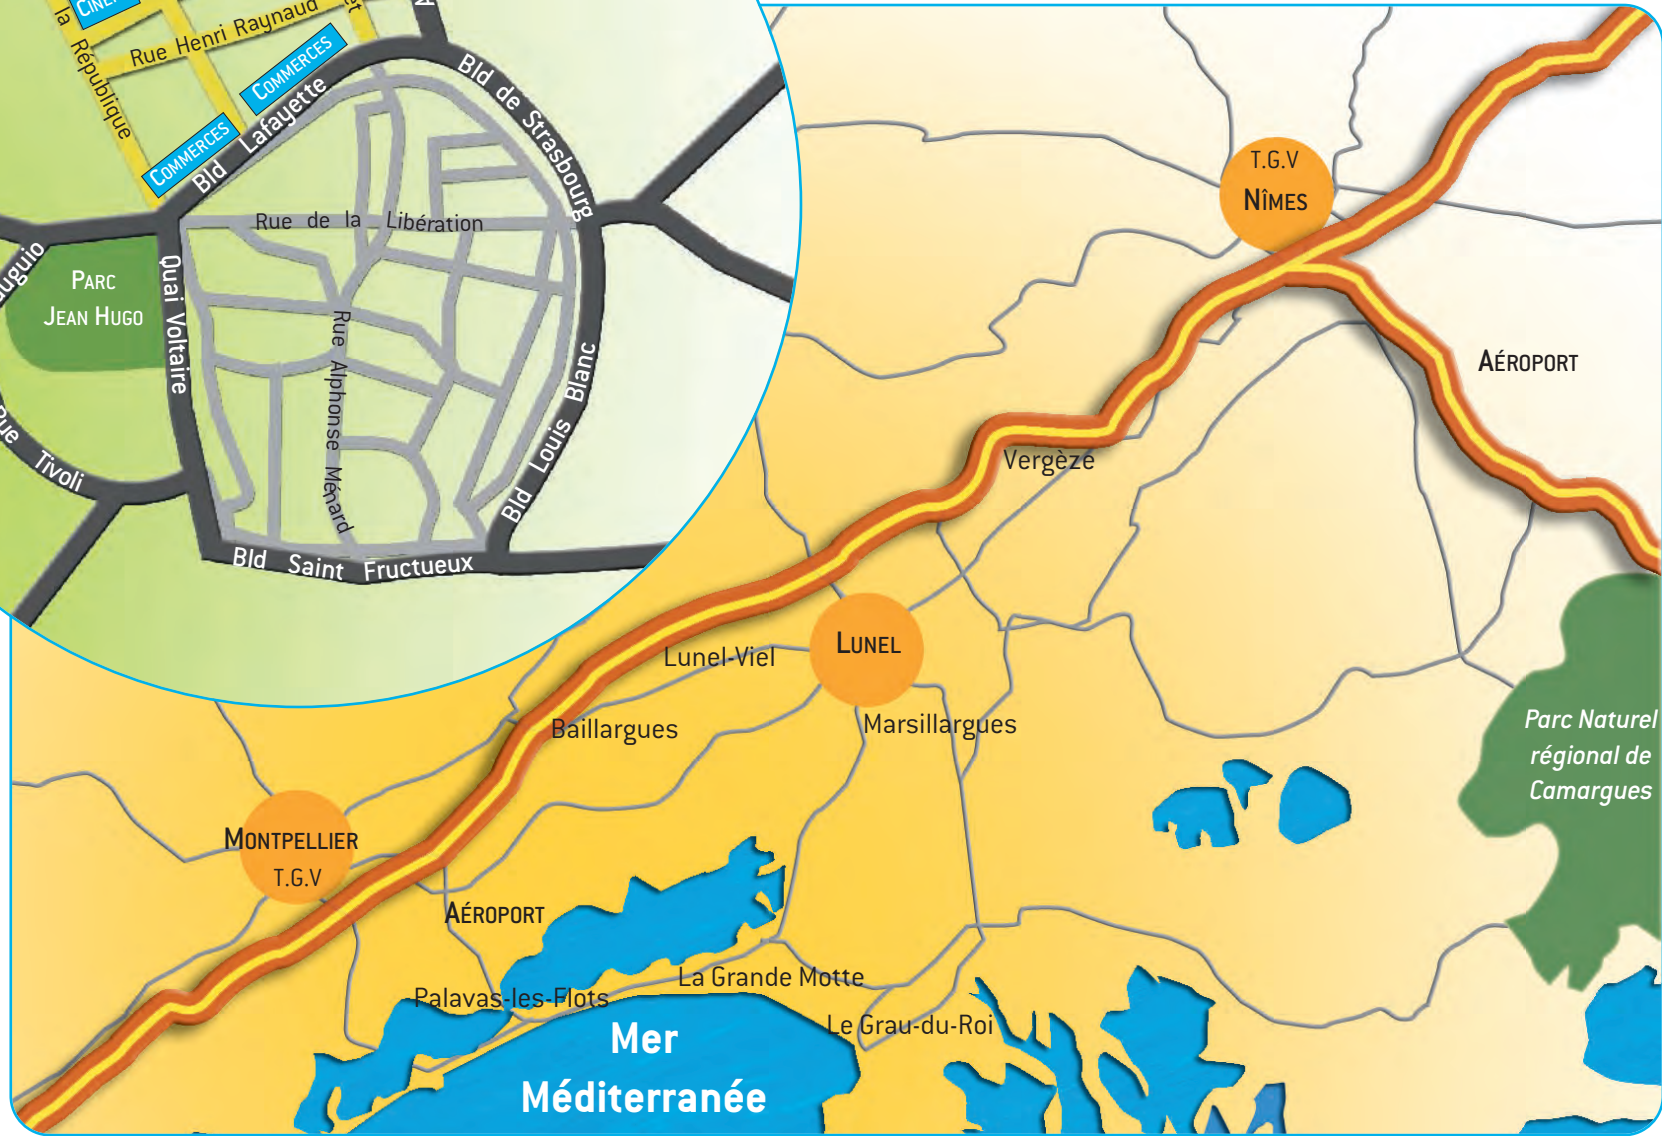 la République
Rue Henri Raynaud
COMMERCES
COMMERCES
Bld Lafayette
Bld de Strasbourg
Rue de la Libération
PARC
JEAN HUGO
Quai Voltaire
Rue Alphonse Ménard
Bld Louis Blanc
Rue Tivoli
Bld Saint Fructueux
T.G.V
NÎMES
AÉROPORT
Vergèze
LUNEL
Lunel-Viel
Baillargues
Marsillargues
Parc Naturel
régional de
Camargues
MONTPELLIER
T.G.V
AÉROPORT
La Grande Motte
Palavas-les-Flots
Le Grau-du-Roi
Mer
Méditerranée